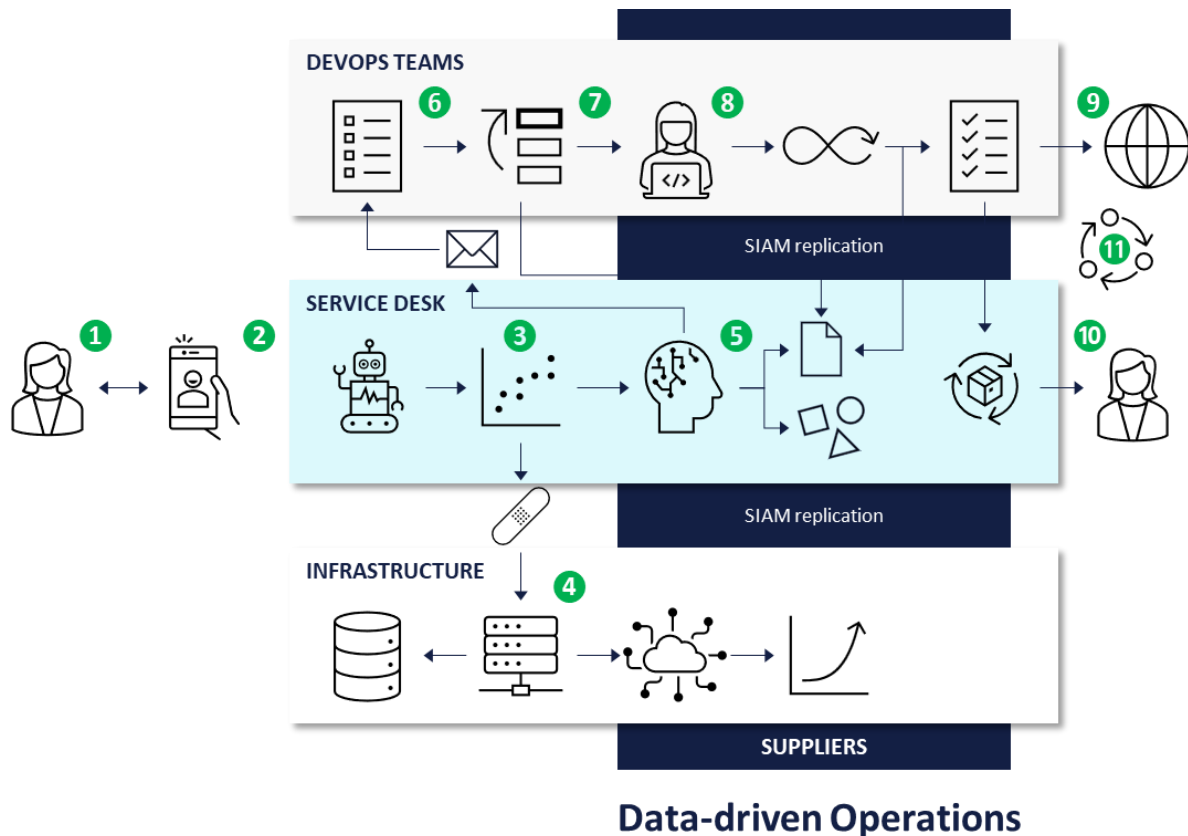 DEVOPS TEAMS
6
7
8
9
</>
SIAM replication
11
SERVICE DESK
1
2
3
5
10
SIAM replication
INFRASTRUCTURE
4
SUPPLIERS
Data-driven Operations